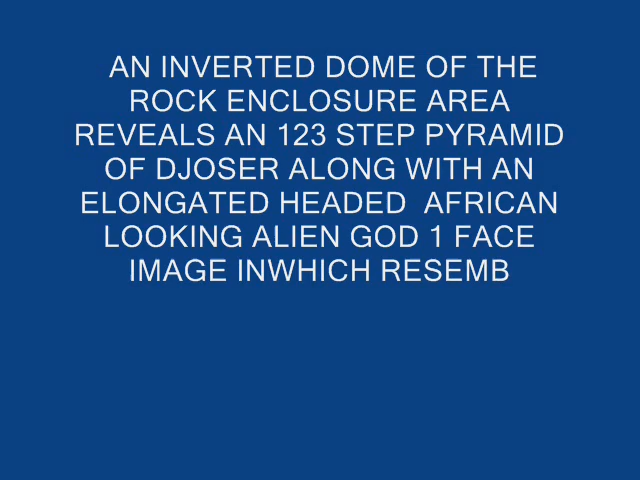 AN INVERTED DOME OF THE
ROCK ENCLOSURE AREA
REVEALS AN 123 STEP PYRAMID
OF DJOSER ALONG WITH AN
ELONGATED HEADED  AFRICAN
LOOKING ALIEN GOD 1 FACE
IMAGE INWHICH RESEMB